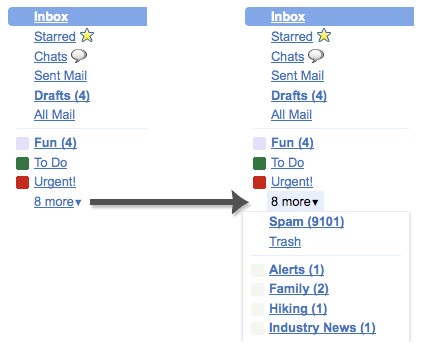 Inbox
Starred
Chats
Sent Mail
Drafts (4)
All Mail
Fun (4)
To Do
Urgent!
8 more▾
Inbox
Starred
Chats
Sent Mail
Drafts (4)
All Mail
Fun (4)
To Do
Urgent!
8 more▾
Spam (9101)
Trash
Alerts (1)
Family (2)
Hiking (1)
Industry News (1)